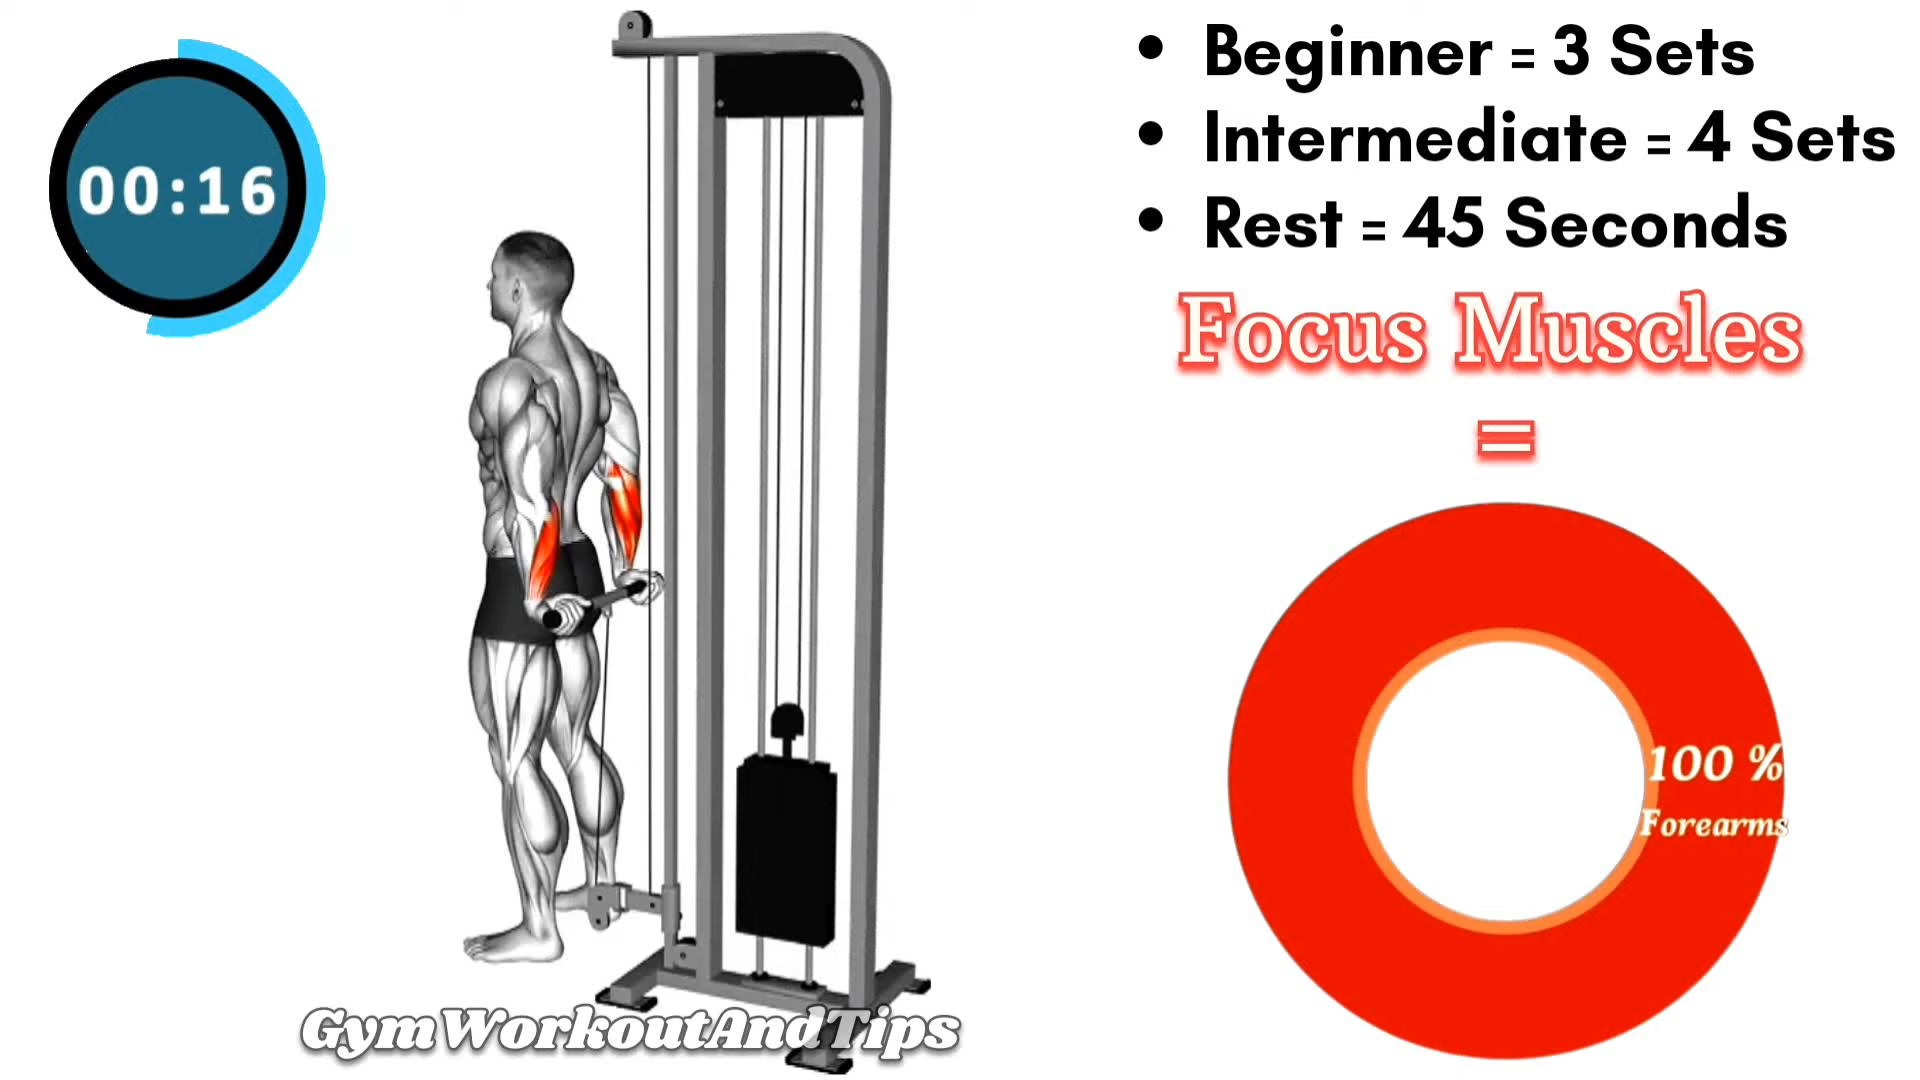 00:16
• Beginner = 3 Sets
• Intermediate = 4 Sets
• Rest = 45 Seconds
Focus Muscles
=
100 %
Forearms
GymWorkoutAndTips